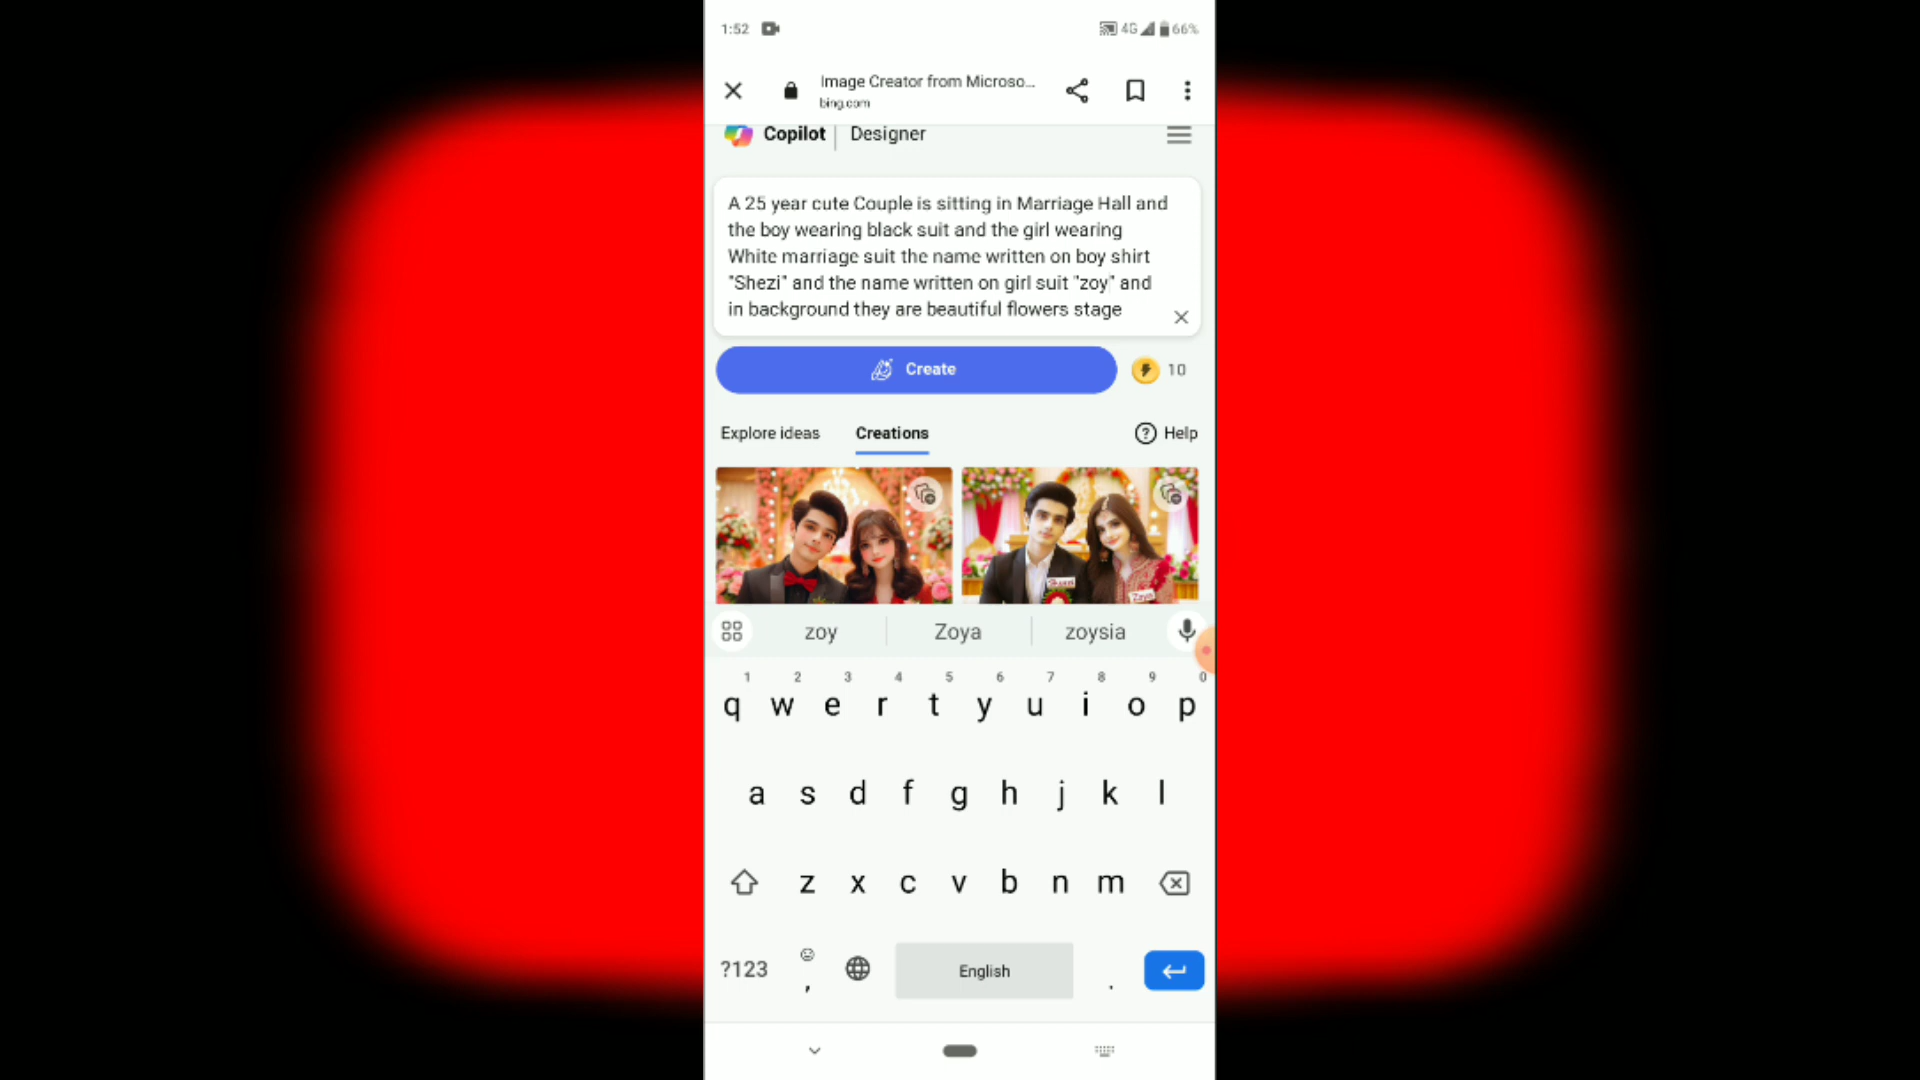 1:52
4G 66%
Image Creator from Microso...
bing.com
Copilot | Designer
A 25 year cute Couple is sitting in Marriage Hall and
the boy wearing black suit and the girl wearing
White marriage suit the name written on boy shirt
"Shezi" and the name written on girl suit "zoy" and
in background they are beautiful flowers stage
Create
10
Explore ideas
Creations
Help
Zoya
zoy
Zoya
zoysia
1 2 3 4 5 6 7 8 9 0
q w e r t y u i o p
a s d f g h j k l
z x c v b n m
?123 , English .